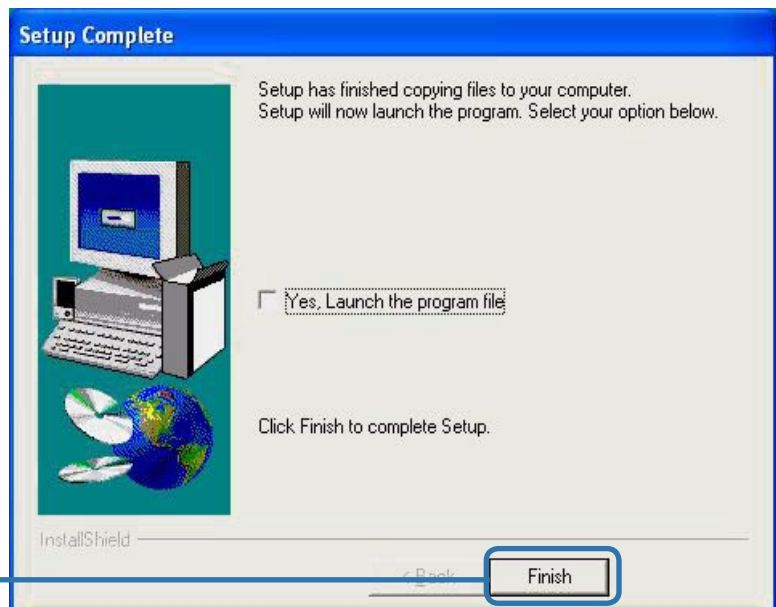 Setup Complete
Setup has finished copying files to your computer.
Setup will now launch the program. Select your option below.
Yes, Launch the program file
Click Finish to complete Setup.
InstallShield
< Back
Finish